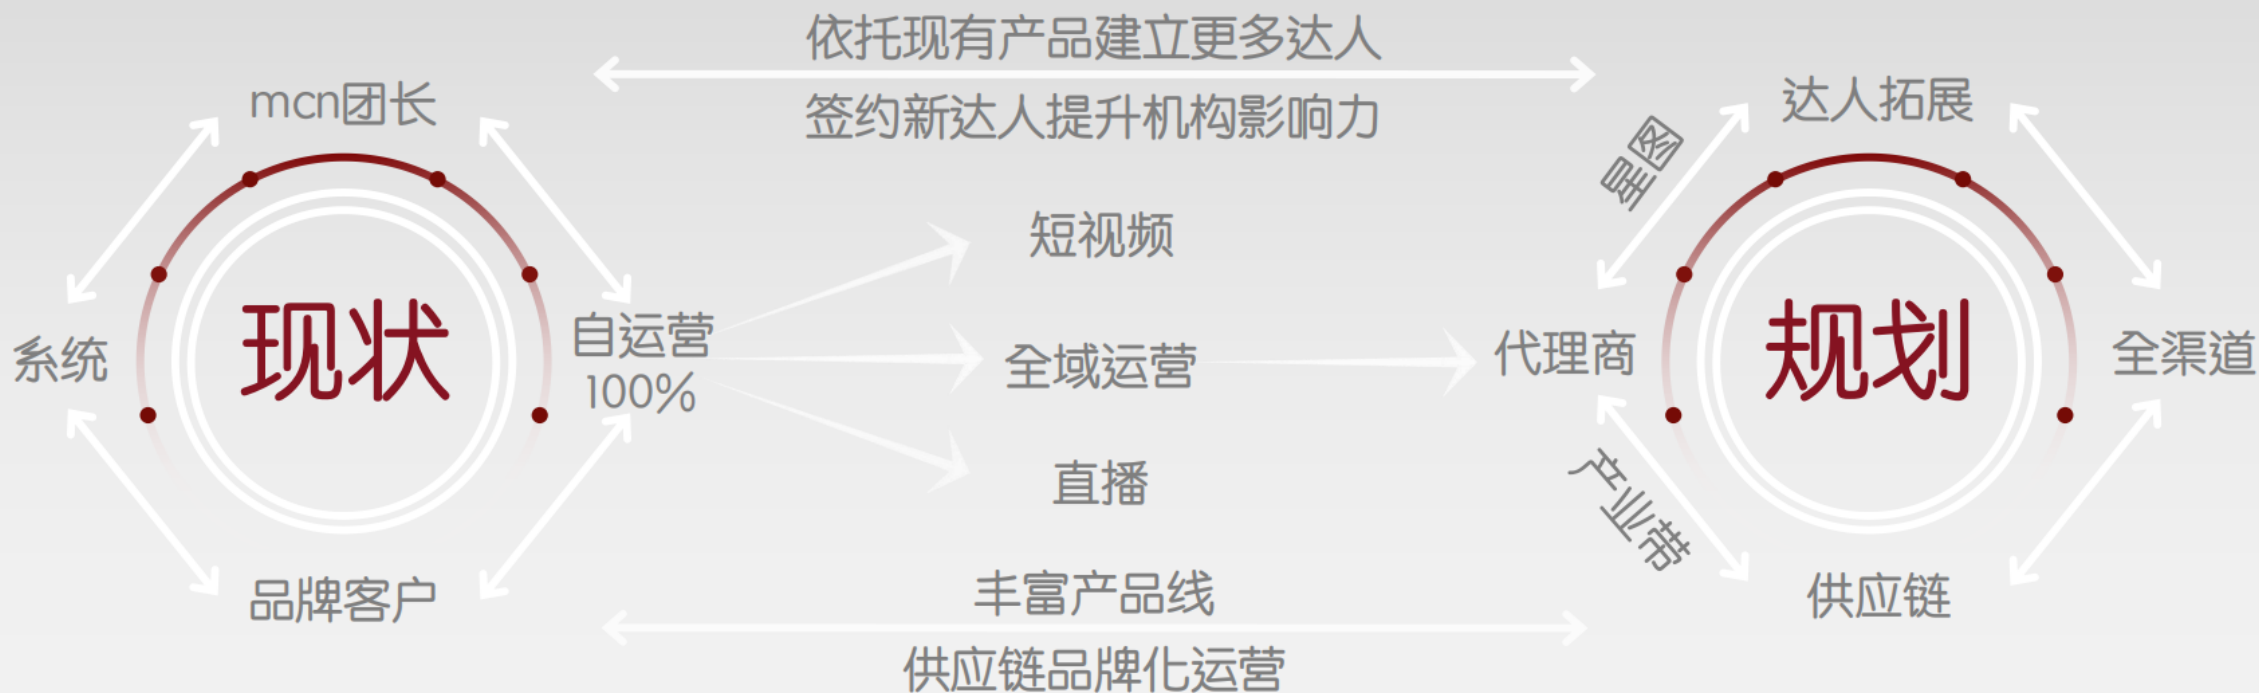 依托现有产品建立更多达人
签约新达人提升机构影响力
mcn团长
系统
现状
自运营
100%
品牌客户
短视频
全域运营
直播
丰富产品线
供应链品牌化运营
达人拓展
星图
代理商
规划
全渠道
产业带
供应链